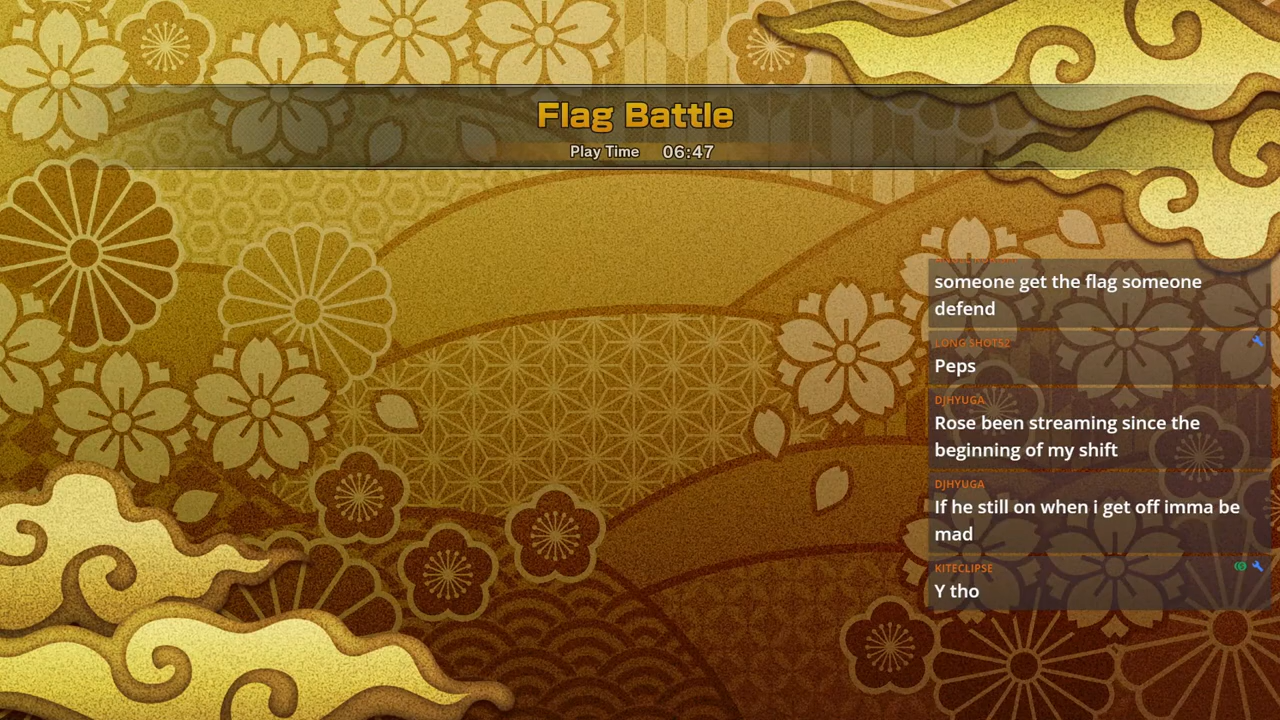 Flag Battle
Play Time 06:47
someone get the flag someone
defend
LONG SHOT52
Peps
DJHYUGA
Rose been streaming since the
beginning of my shift
DJHYUGA
If he still on when i get off imma be
mad
KITECLIPSE
Y tho